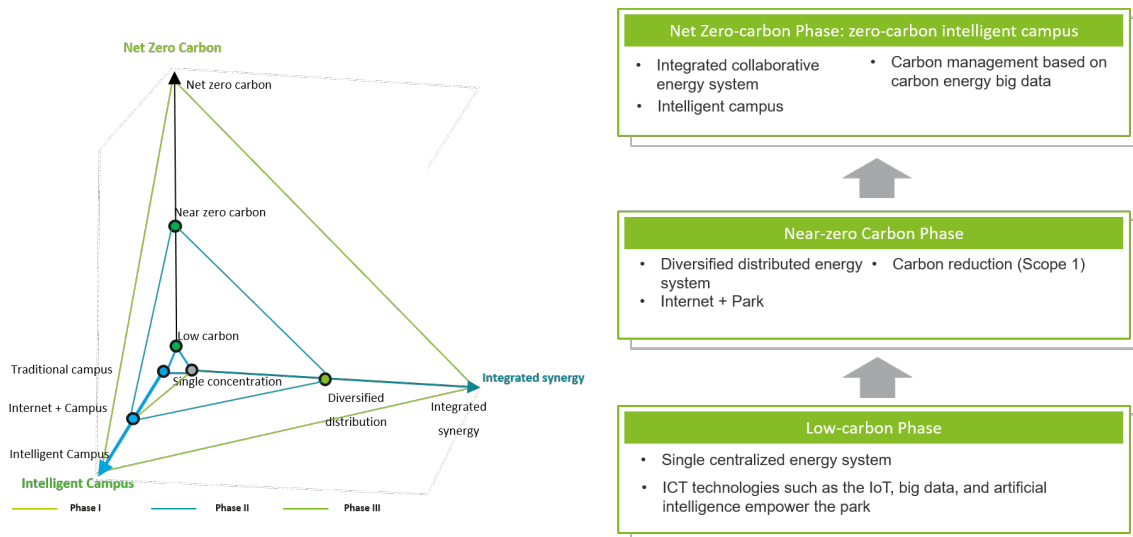 Net Zero Carbon
Net zero carbon
Near zero carbon
Low carbon
Traditional campus
Single concentration
Integrated synergy
Internet + Campus
Diversified
distribution
Integrated
synergy
Intelligent Campus
Intelligent Campus
Phase I
Phase II
Phase III
Net Zero-carbon Phase: zero-carbon intelligent campus
• Integrated collaborative
energy system
• Intelligent campus
• Carbon management based on
carbon energy big data
Near-zero Carbon Phase
• Diversified distributed energy
system
• Internet + Park
• Carbon reduction (Scope 1)
Low-carbon Phase
• Single centralized energy system
• ICT technologies such as the IoT, big data, and artificial
intelligence empower the park